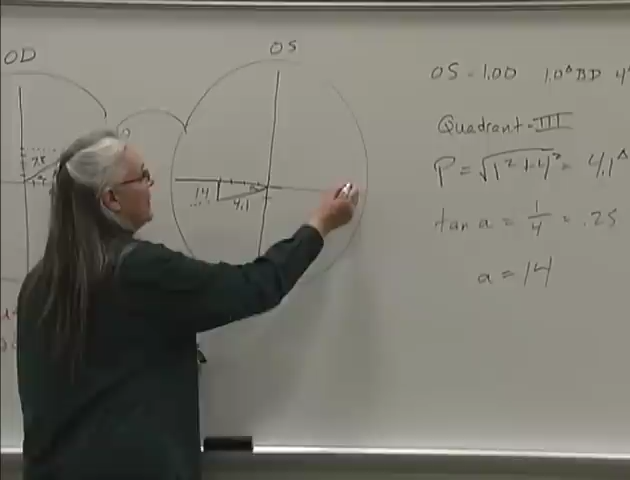 OD
OS
OS -1.00 1.0△BD 4△
Quadrant = III
P = √1² + 4² = 4.1△
tan a = 1/4 = .25
a = 14
4.1